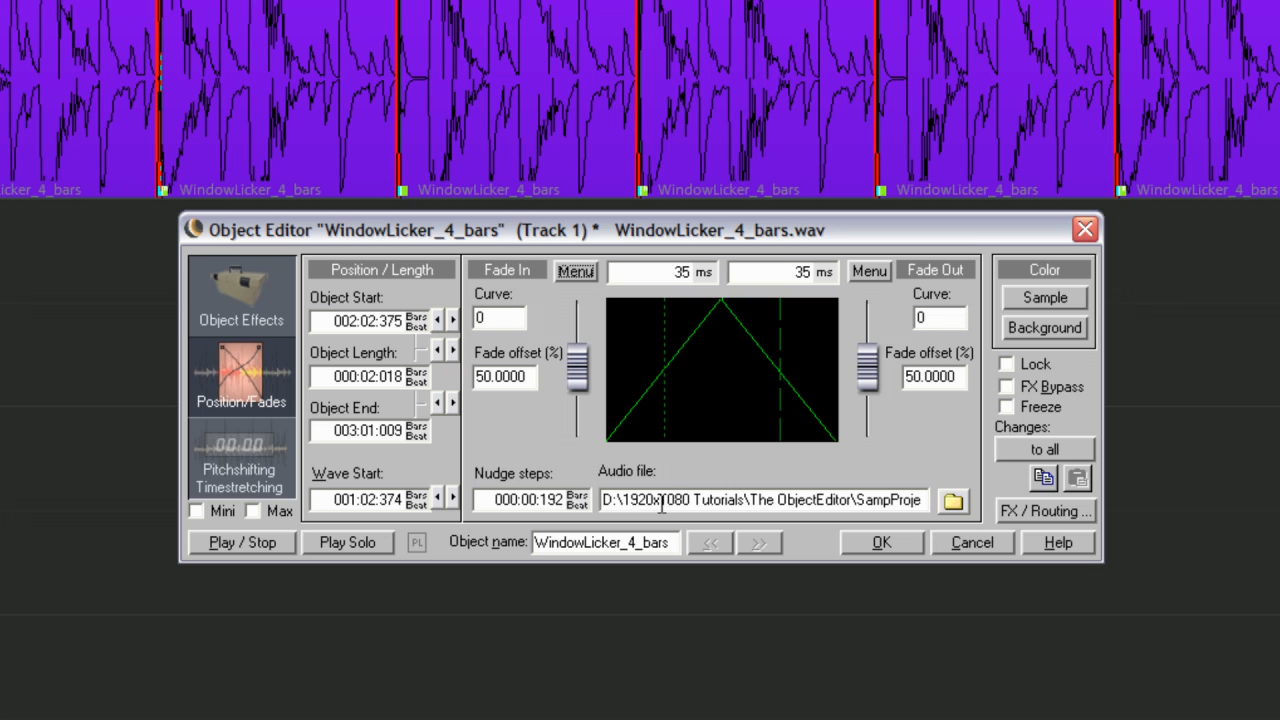 icker_4_bars WindowLicker_4_bars WindowLicker_4_bars WindowLicker_4_bars WindowLicker_4_bars WindowLicker_4_bars
Object Editor "WindowLicker_4_bars" (Track 1) * WindowLicker_4_bars.wav
Object Effects
Position/Fades
00:00
Pitchshifting
Timestretching
Mini Max
Position / Length
Object Start:
002:02:375 Bars Beat
Object Length:
000:02:018 Bars Beat
Object End:
003:01:009 Bars Beat
Wave Start:
001:02:374 Bars Beat
Fade In Menu 35 ms 35 ms Menu Fade Out
Curve: Curve:
0 0
Fade offset (%) Fade offset (%)
50.0000 50.0000
Nudge steps: Audio file:
000:00:192 Bars Beat D:\1920x1080 Tutorials\The ObjectEditor\SampProje
Color
Sample
Background
Lock
FX Bypass
Freeze
Changes:
to all
FX / Routing ...
Play / Stop Play Solo PL Object name: WindowLicker_4_bars << >> OK Cancel Help